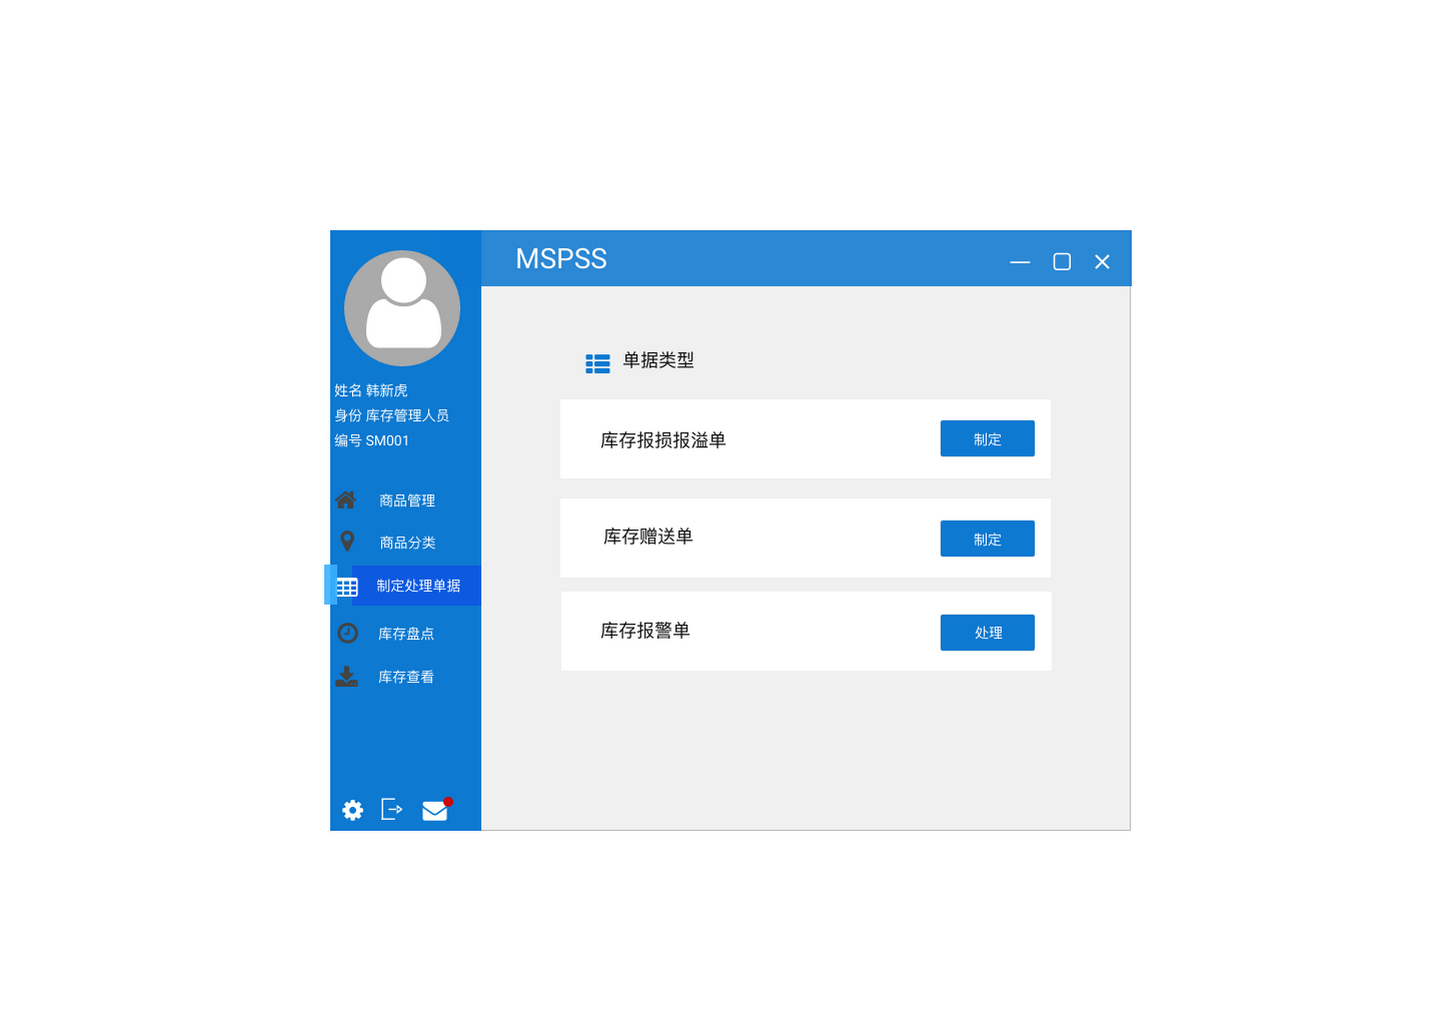 MSPSS
姓名 韩新虎
身份 库存管理人员
编号 SM001
商品管理
商品分类
制定处理单据
库存盘点
库存查看
单据类型
库存报损报溢单
制定
库存赠送单
制定
库存报警单
处理